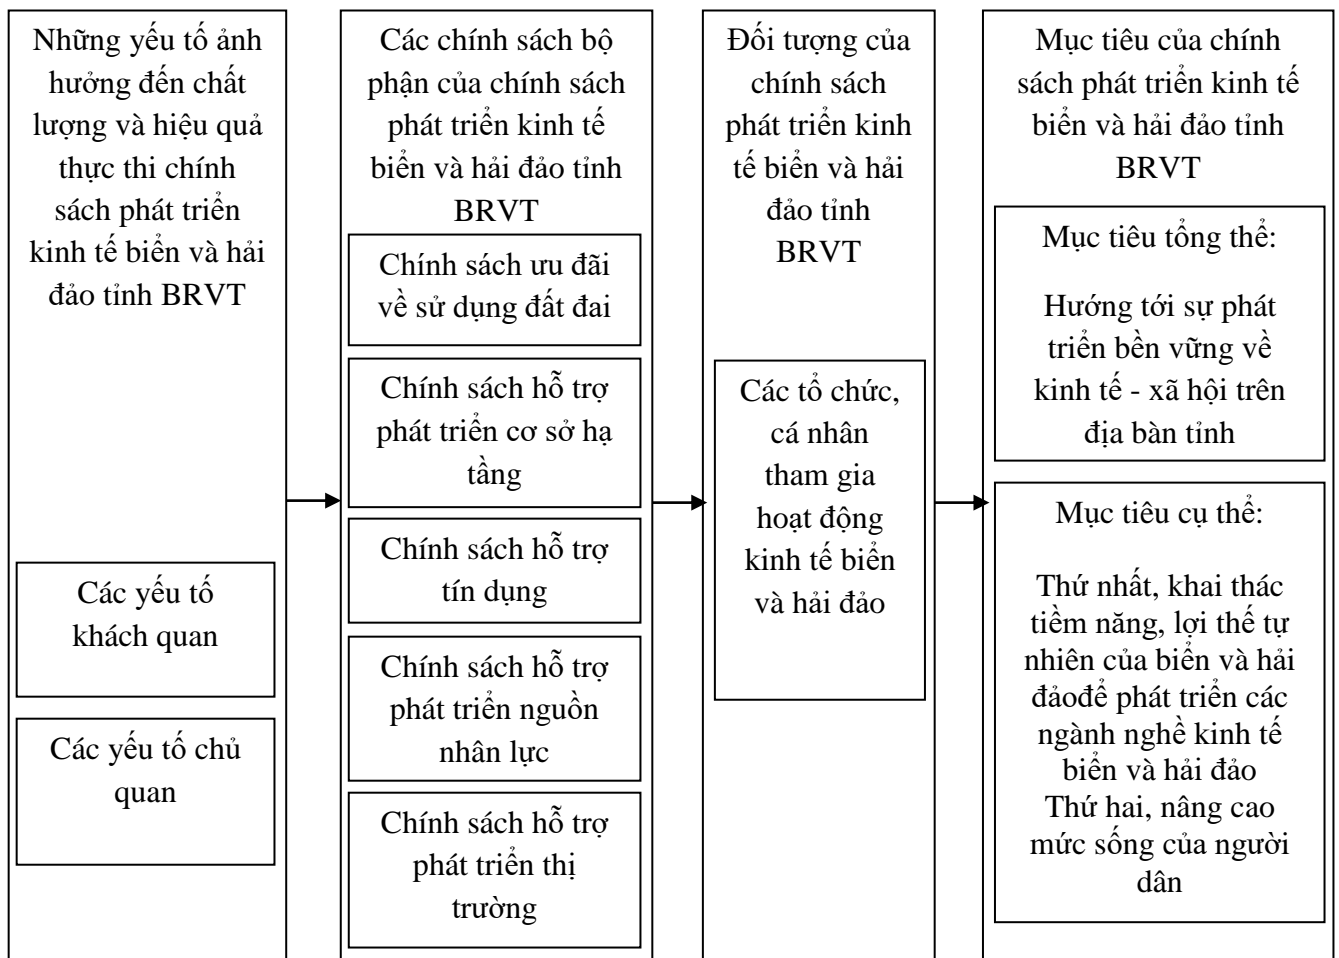 Những yếu tố ảnh
hưởng đến chất
lượng và hiệu quả
thực thi chính
sách phát triển
kinh tế biển và hải
đảo tỉnh BRVT
Các yếu tố
khách quan
Các yếu tố chủ
quan
Các chính sách bộ
phận của chính sách
phát triển kinh tế
biển và hải đảo tỉnh
BRVT
Chính sách ưu đãi
về sử dụng đất đai
Chính sách hỗ trợ
phát triển cơ sở hạ
tầng
Chính sách hỗ trợ
tín dụng
Chính sách hỗ trợ
phát triển nguồn
nhân lực
Chính sách hỗ trợ
phát triển thị
trường
Đối tượng của
chính sách
phát triển kinh
tế biển và hải
đảo tỉnh
BRVT
Các tổ chức,
cá nhân
tham gia
hoạt động
kinh tế biển
và hải đảo
Mục tiêu của chính
sách phát triển kinh tế
biển và hải đảo tỉnh
BRVT
Mục tiêu tổng thể:
Hướng tới sự phát
triển bền vững về
kinh tế - xã hội trên
địa bàn tỉnh
Mục tiêu cụ thể:
Thứ nhất, khai thác
tiềm năng, lợi thế tự
nhiên của biển và hải
đảođể phát triển các
ngành nghề kinh tế
biển và hải đảo
Thứ hai, nâng cao
mức sống của người
dân